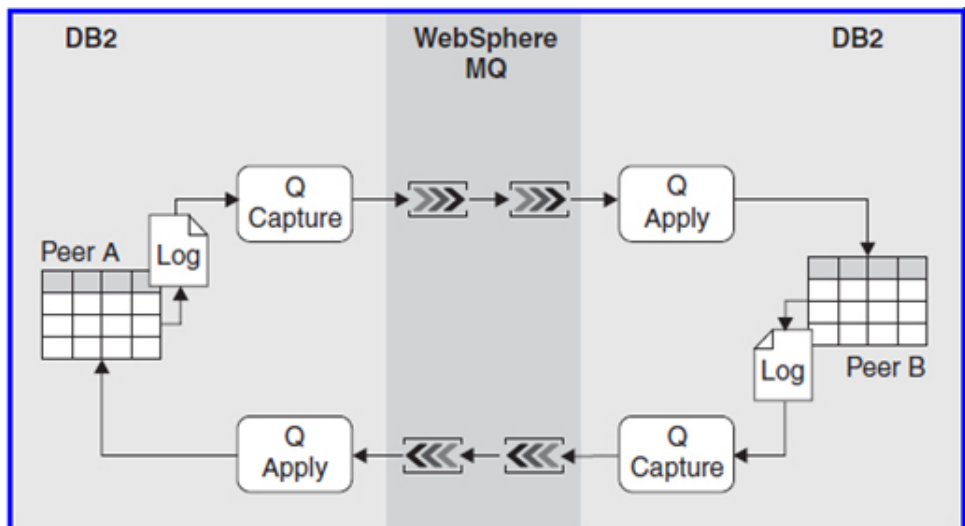 DB2
WebSphere
MQ
DB2
Q
Capture
Q
Apply
Peer A
Log
Log
Peer B
Q
Apply
Q
Capture